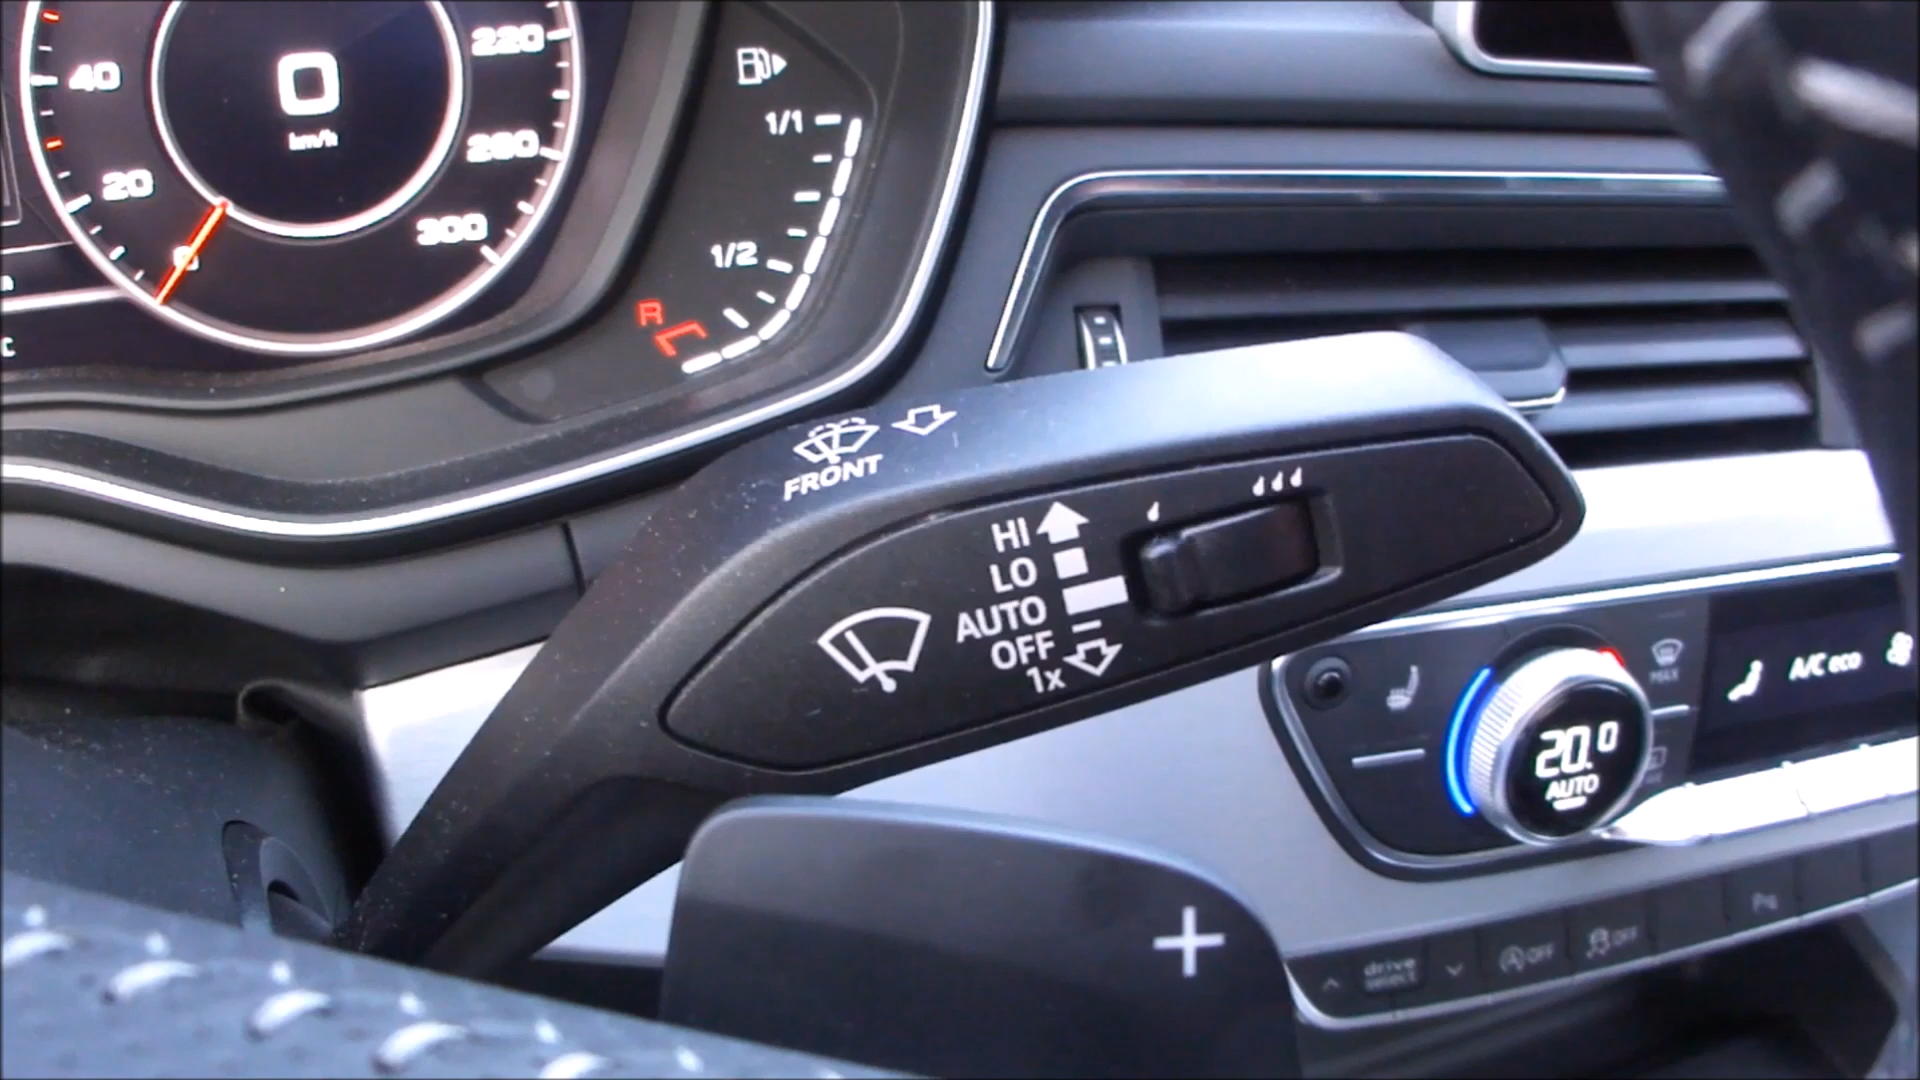 40
20
0
0
km/h
220
260
300
1/1
1/2
R
FRONT
HI
LO
AUTO
OFF
1x
20.0
AUTO
MAX
A/C eco
drive
select
OFF
OFF
+